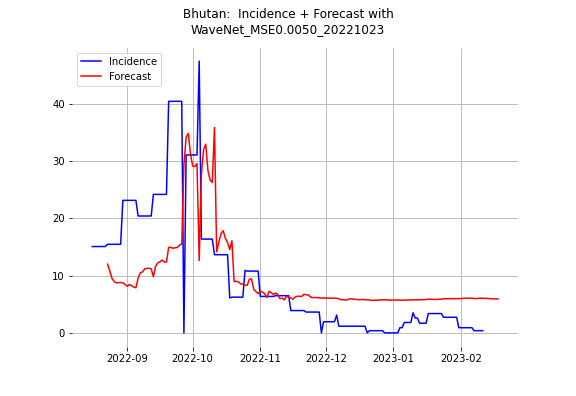 Bhutan:  Incidence + Forecast with
WaveNet_MSE0.0050_20221023
Incidence
Forecast
40
30
20
10
0
2022-09 2022-10 2022-11 2022-12 2023-01 2023-02